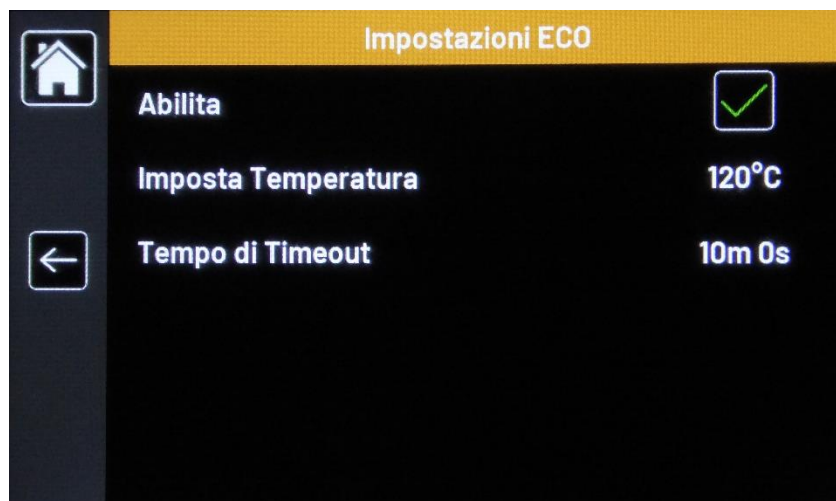 Impostazioni ECO
Abilita
Imposta Temperatura 120°C
Tempo di Timeout 10m 0s